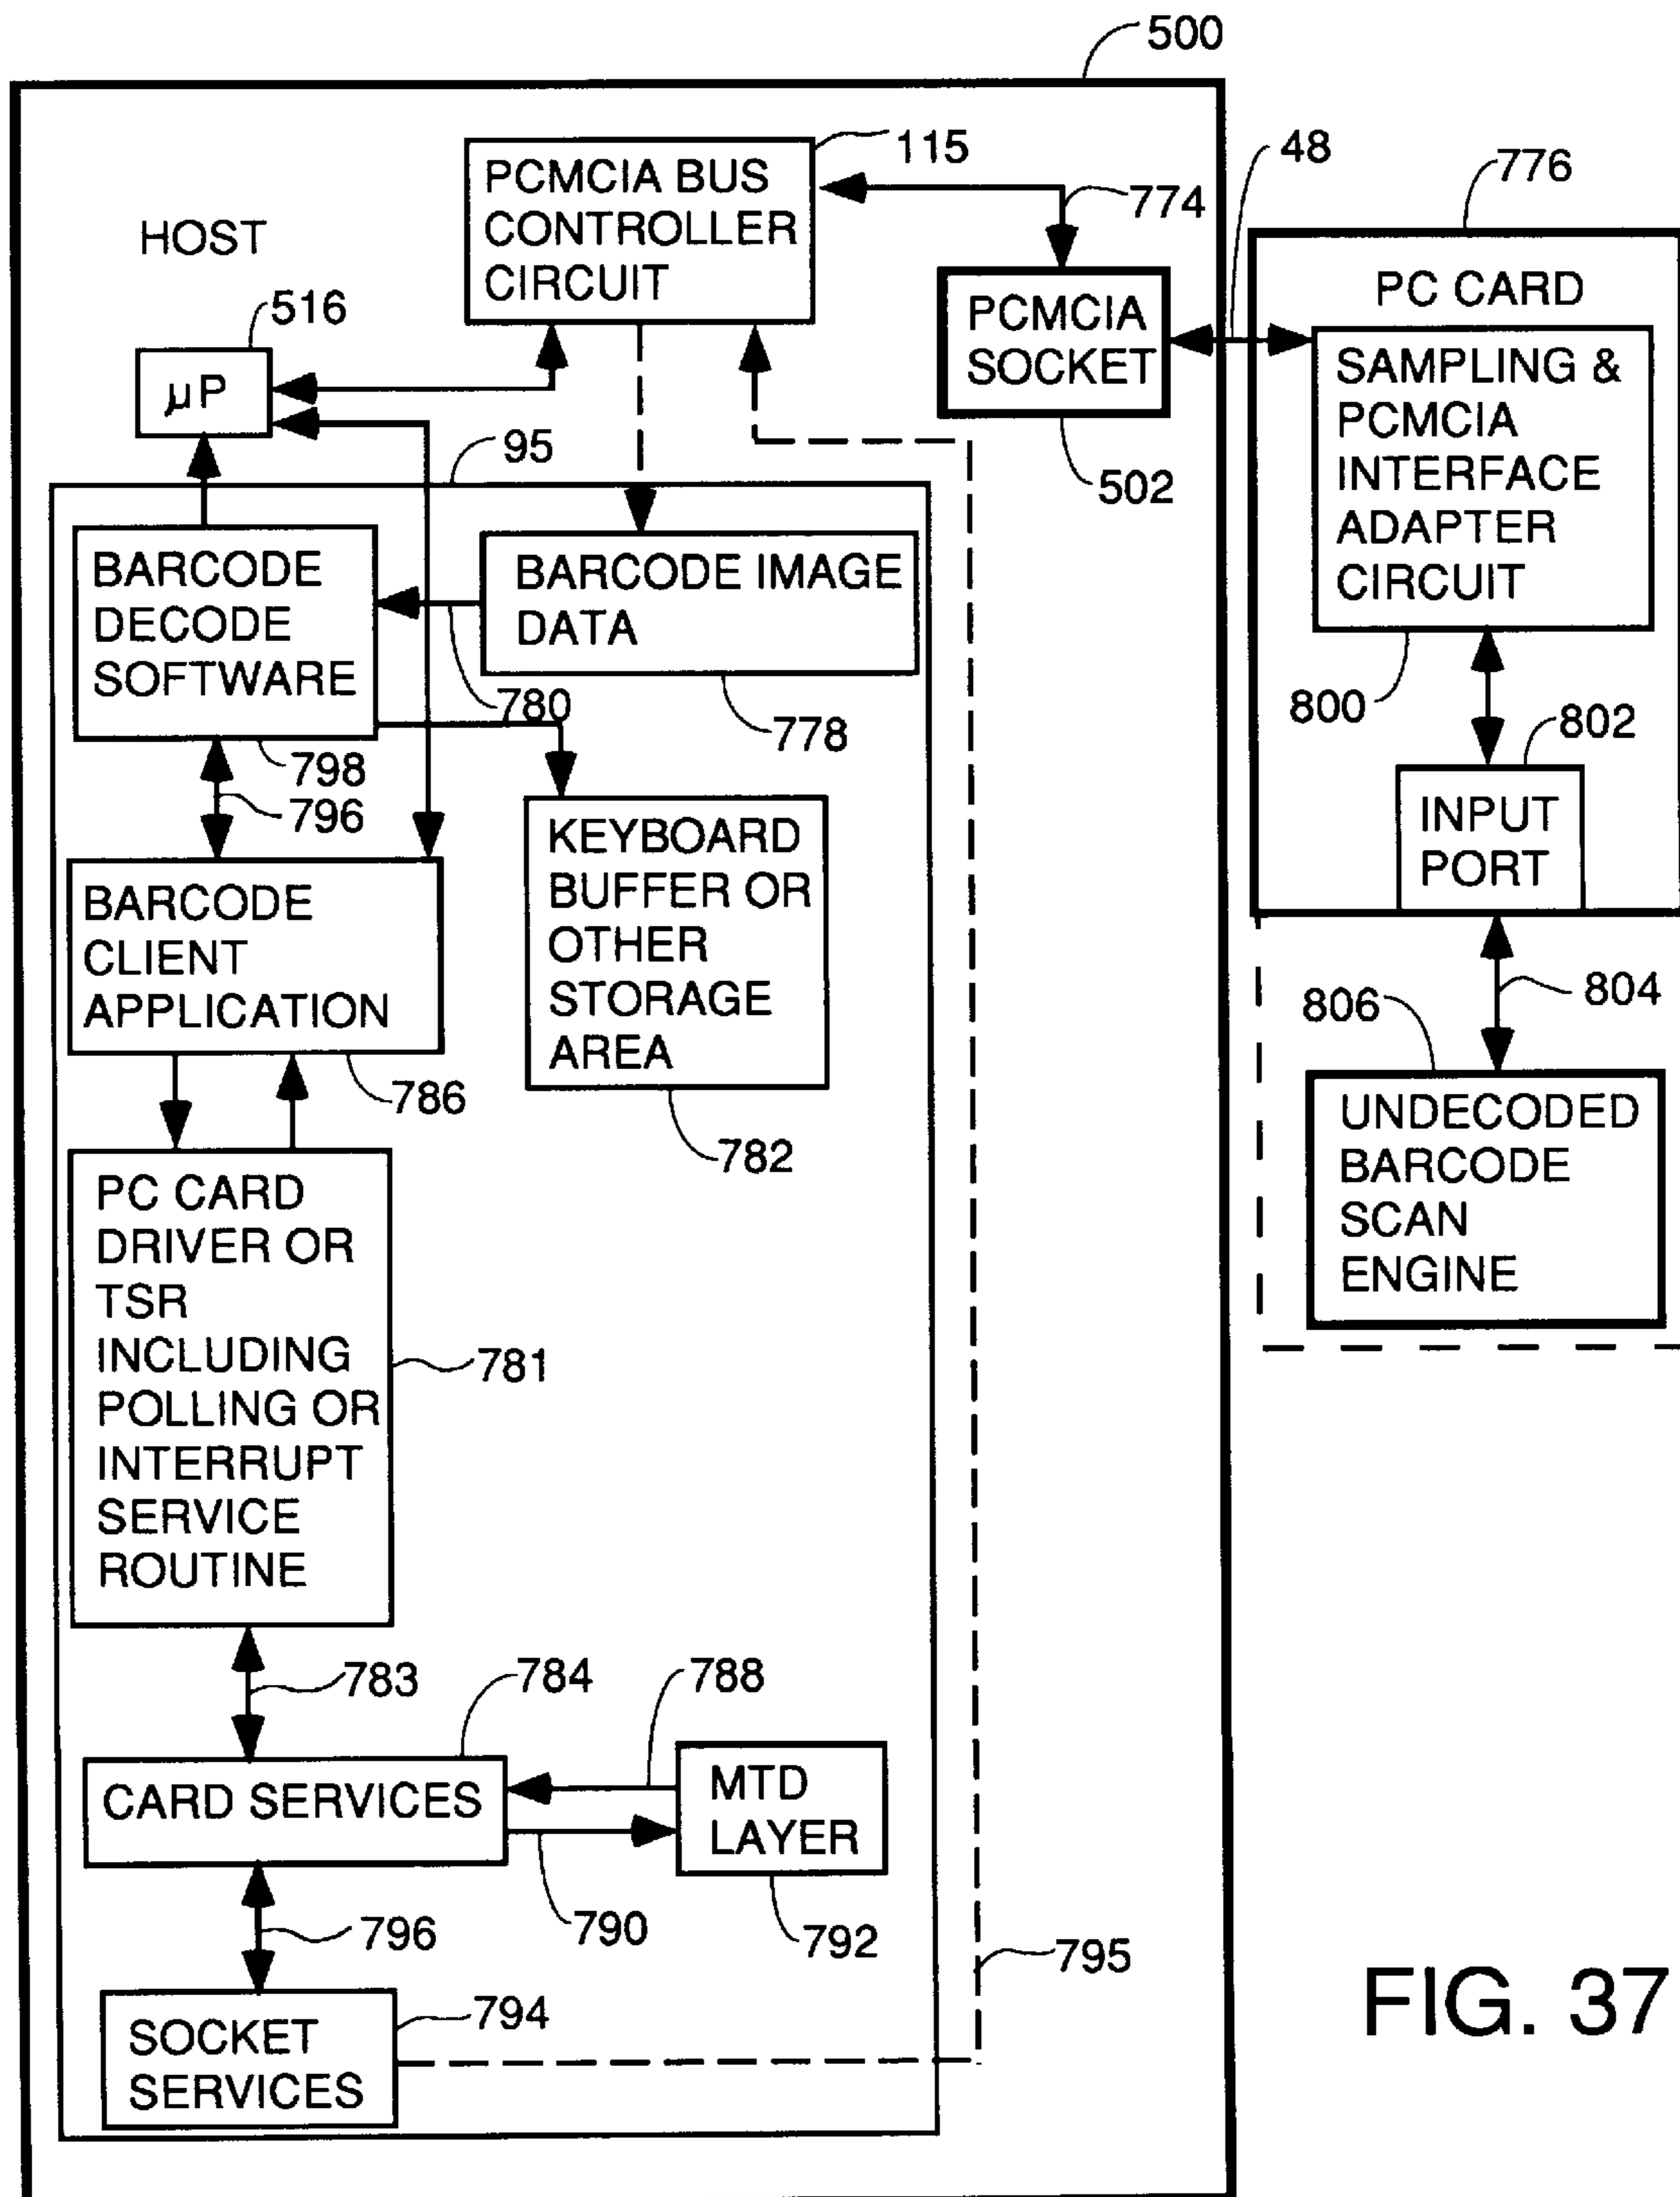 500
PCMCIA BUS
CONTROLLER
CIRCUIT
115
774
48
776
HOST
516
µP
PCMCIA
SOCKET
502
PC CARD
SAMPLING &
PCMCIA
INTERFACE
ADAPTER
CIRCUIT
800
802
INPUT
PORT
804
806
UNDECODED
BARCODE
SCAN
ENGINE
95
BARCODE
DECODE
SOFTWARE
BARCODE IMAGE
DATA
780
778
798
796
KEYBOARD
BUFFER OR
OTHER
STORAGE
AREA
782
BARCODE
CLIENT
APPLICATION
786
PC CARD
DRIVER OR
TSR
INCLUDING
POLLING OR
INTERRUPT
SERVICE
ROUTINE
781
783
784
788
CARD SERVICES
MTD
LAYER
790
792
796
795
794
SOCKET
SERVICES
FIG. 37